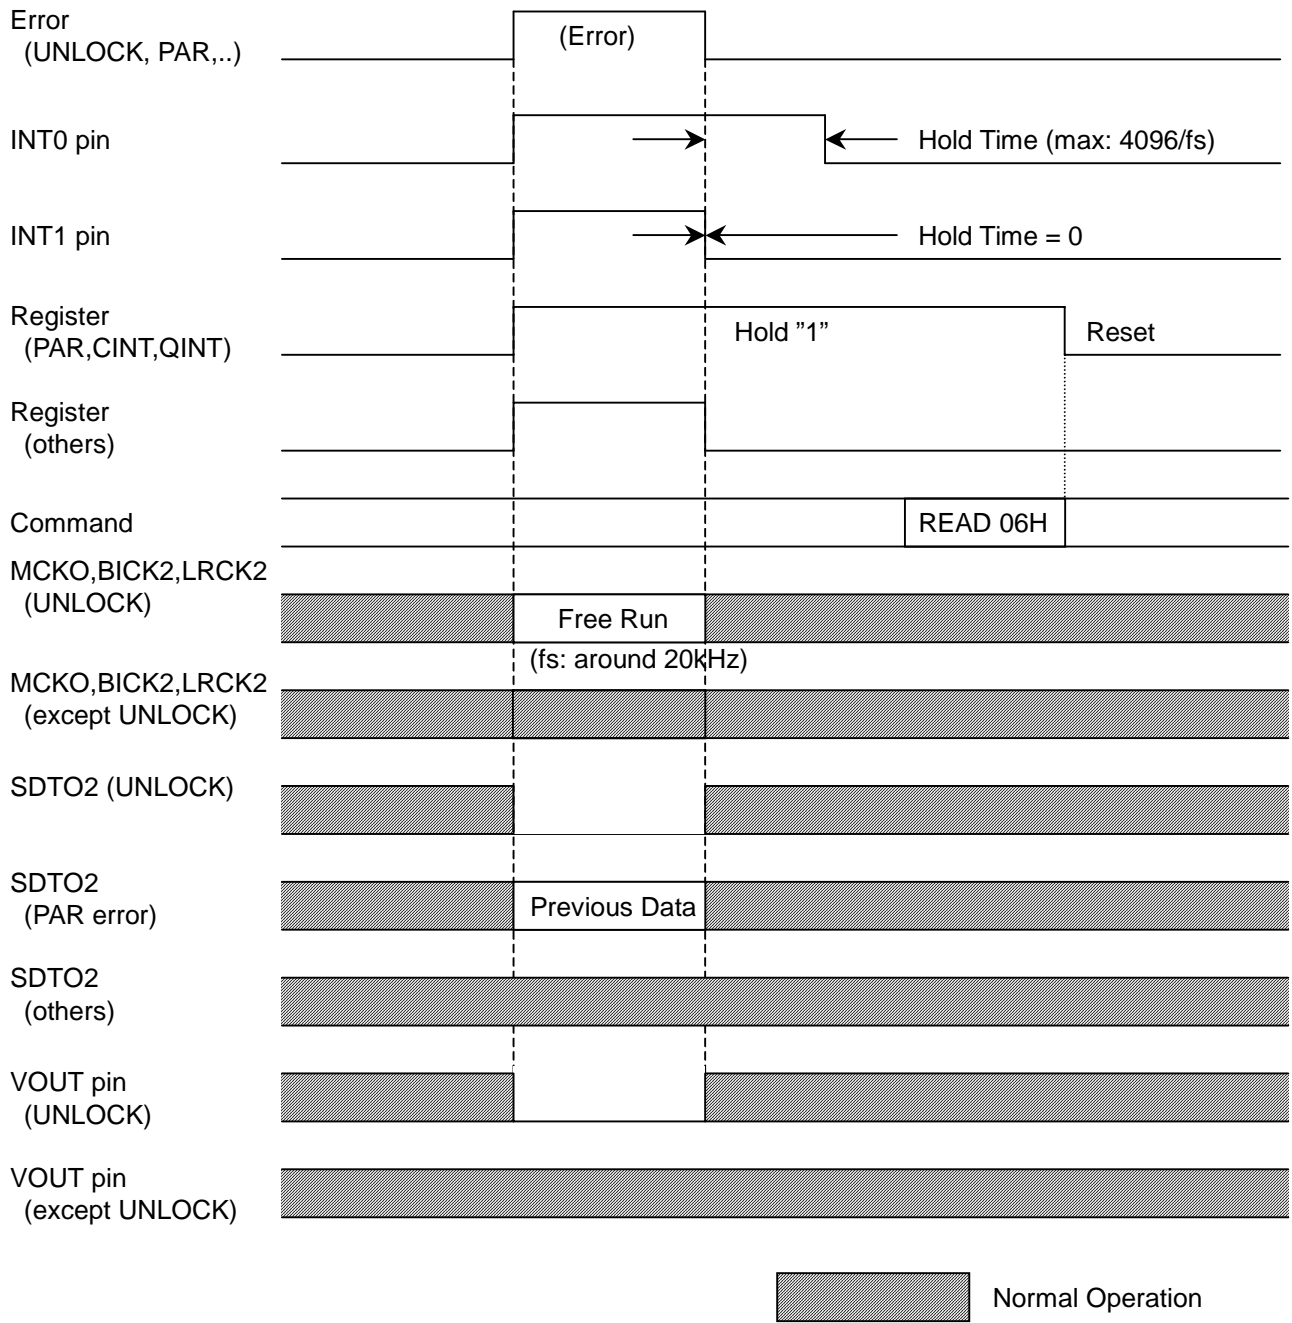 Error
(UNLOCK, PAR,..)
(Error)
INT0 pin
Hold Time (max: 4096/fs)
INT1 pin
Hold Time = 0
Register
(PAR,CINT,QINT)
Hold ”1”
Reset
Register
(others)
Command
READ 06H
MCKO,BICK2,LRCK2
(UNLOCK)
Free Run
(fs: around 20kHz)
MCKO,BICK2,LRCK2
(except UNLOCK)
SDTO2 (UNLOCK)
SDTO2
(PAR error)
Previous Data
SDTO2
(others)
VOUT pin
(UNLOCK)
VOUT pin
(except UNLOCK)
Normal Operation